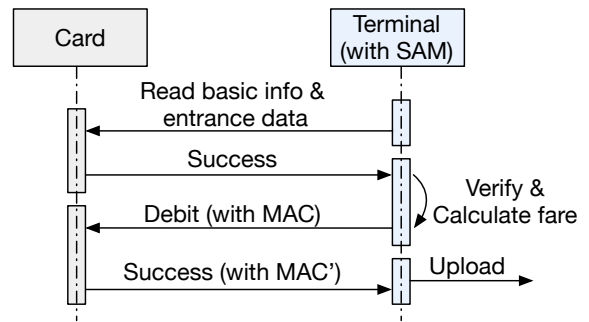 Card
Terminal
(with SAM)
Read basic info &
entrance data
Success
Verify &
Calculate fare
Debit (with MAC)
Success (with MAC’)
Upload